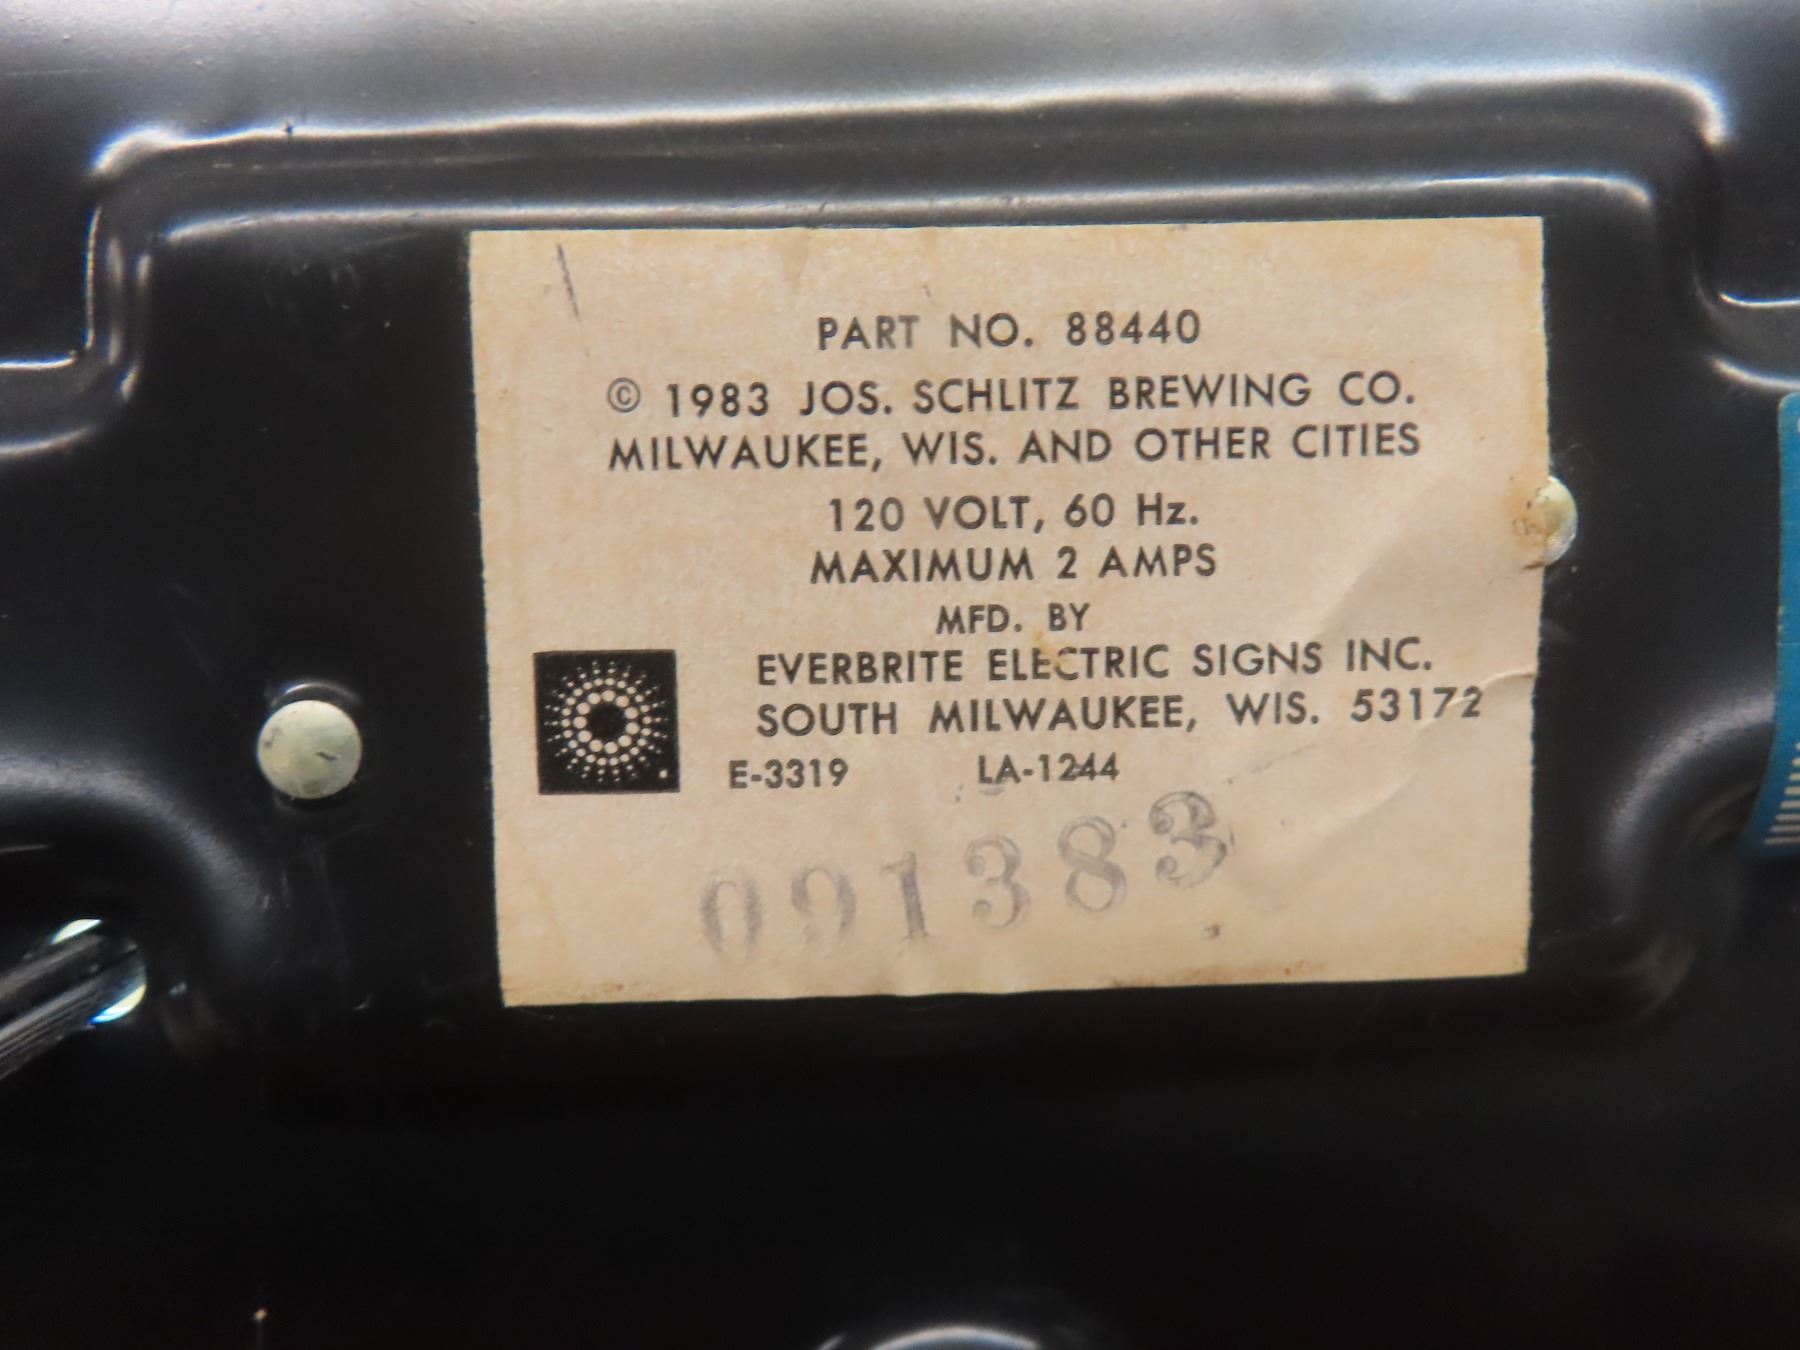 PART NO. 88440
© 1983 JOS. SCHLITZ BREWING CO.
MILWAUKEE, WIS. AND OTHER CITIES
120 VOLT, 60 Hz.
MAXIMUM 2 AMPS
MFD. BY
EVERBRITE ELECTRIC SIGNS INC.
SOUTH MILWAUKEE, WIS. 53172
E-3319 LA-1244
091383